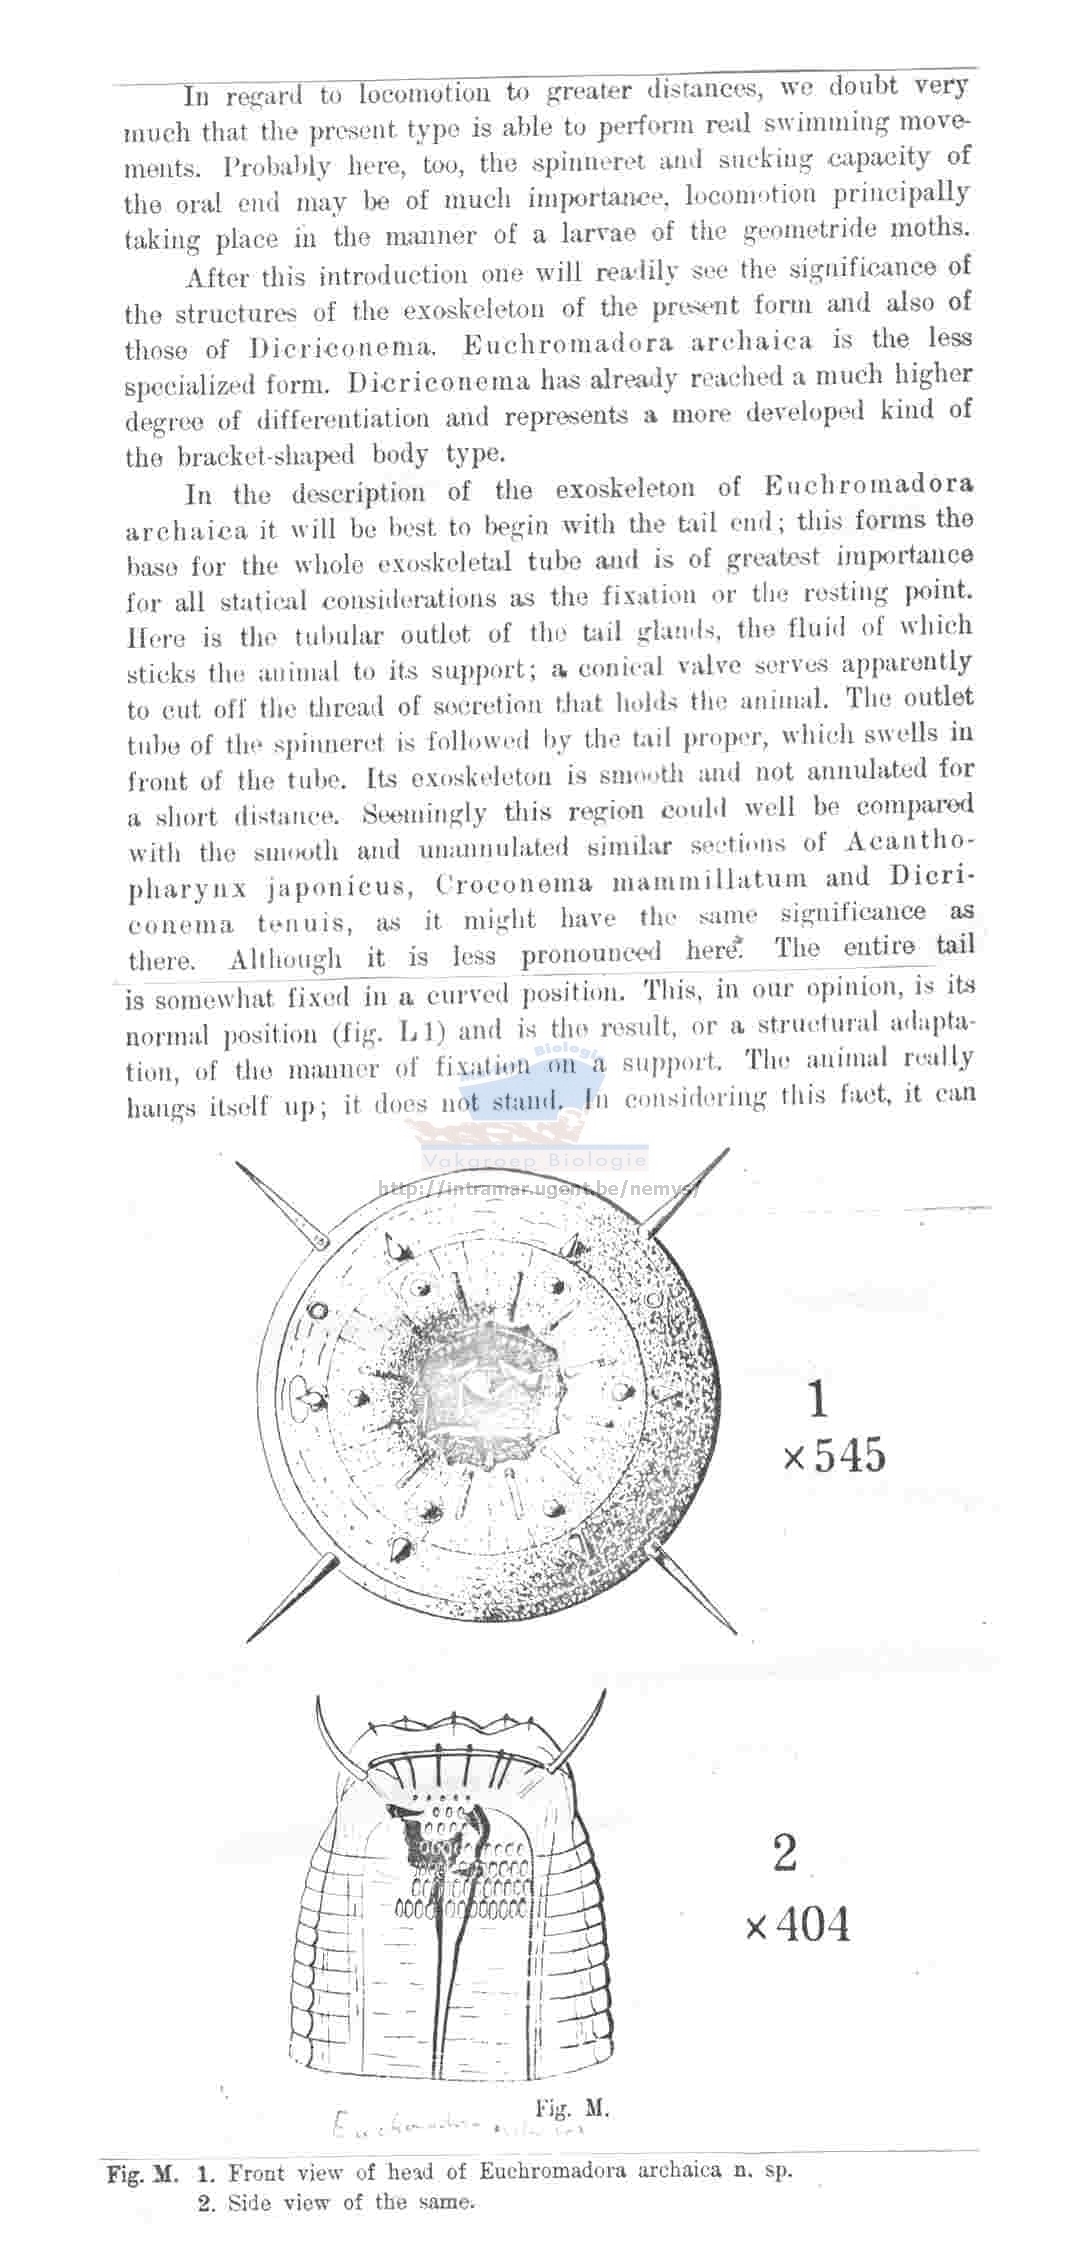 In regard to locomotion to greater distances, we doubt very
much that the present type is able to perform real swimming move-
ments. Probably here, too, the spinneret and sucking capacity of
the oral end may be of much importance, locomotion principally
taking place in the manner of a larvae of the geometride moths.
After this introduction one will readily see the significance of
the structures of the exoskeleton of the present form and also of
those of Dicriconema. Euchromadora archaica is the less
specialized form. Dicriconema has already reached a much higher
degree of differentiation and represents a more developed kind of
the bracket-shaped body type.
In the description of the exoskeleton of Euchromadora
archaica it will be best to begin with the tail end; this forms the
base for the whole exoskeletal tube and is of greatest importance
for all statical considerations as the fixation or the resting point.
Here is the tubular outlet of the tail glands, the fluid of which
sticks the animal to its support; a conical valve serves apparently
to cut off the thread of secretion that holds the animal. The outlet
tube of the spinneret is followed by the tail proper, which swells in
front of the tube. Its exoskeleton is smooth and not annulated for
a short distance. Seemingly this region could well be compared
with the smooth and unannulated similar sections of Acantho-
pharynx japonicus, Croconema mammillatum and Dicri-
conema tenuis, as it might have the same significance as
there. Although it is less pronounced here. The entire tail
is somewhat fixed in a curved position. This, in our opinion, is its
normal position (fig. L 1) and is the result, or a structural adapta-
tion, of the manner of fixation on a support. The animal really
hangs itself up; it does not stand. In considering this fact, it can
Biologie
Vakgroep Biologie
http://intramar.ugent.be/nemys/
1
×545
2
×404
Fig. M.
Euchromadora
Fig. M. 1. Front view of head of Euchromadora archaica n. sp.
2. Side view of the same.